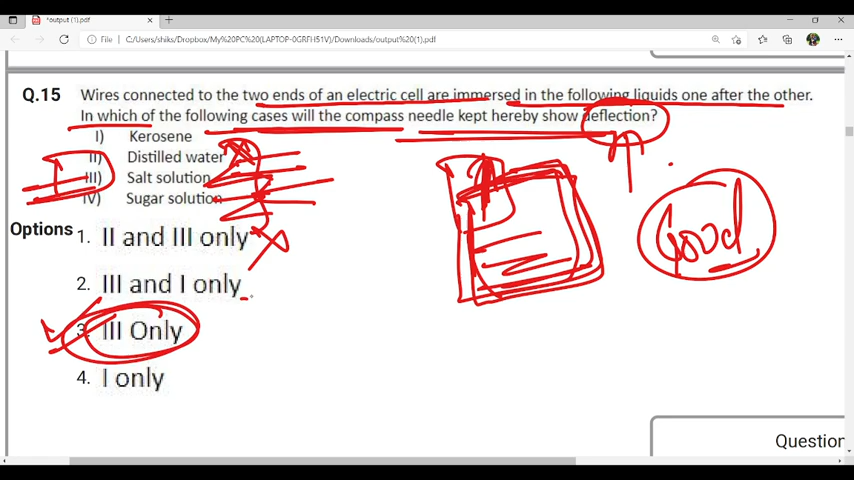 *output (1).pdf
File C:/Users/shiks/Dropbox/My%20PC%20(LAPTOP-0GRFH51V)/Downloads/output%20(1).pdf
Q.15 Wires connected to the two ends of an electric cell are immersed in the following liquids one after the other.
In which of the following cases will the compass needle kept hereby show deflection?
I) Kerosene
II) Distilled water
III) Salt solution
IV) Sugar solution
Good
Options 1. II and III only
2. III and I only
3. III Only
4. I only
Question